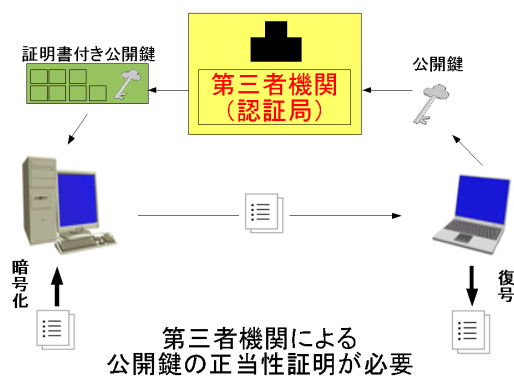 証明書付き公開鍵
第三者機関
（認証局）
公開鍵
暗号化
復号
第三者機関による
公開鍵の正当性証明が必要